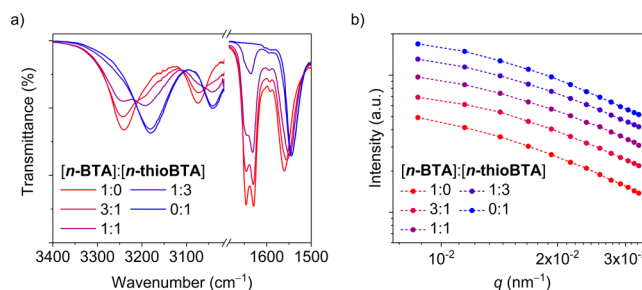 a)
Transmittance (%)
[n-BTA]:[n-thioBTA]
1:0 1:3
3:1 0:1
1:1
3400 3200 1600 1500
Wavenumber (cm⁻¹)
b)
Intensity (a.u.)
[n-BTA]:[n-thioBTA]
1:0 1:3
3:1 0:1
1:1
10⁻² 2x10⁻² 3x10⁻²
q (nm⁻¹)